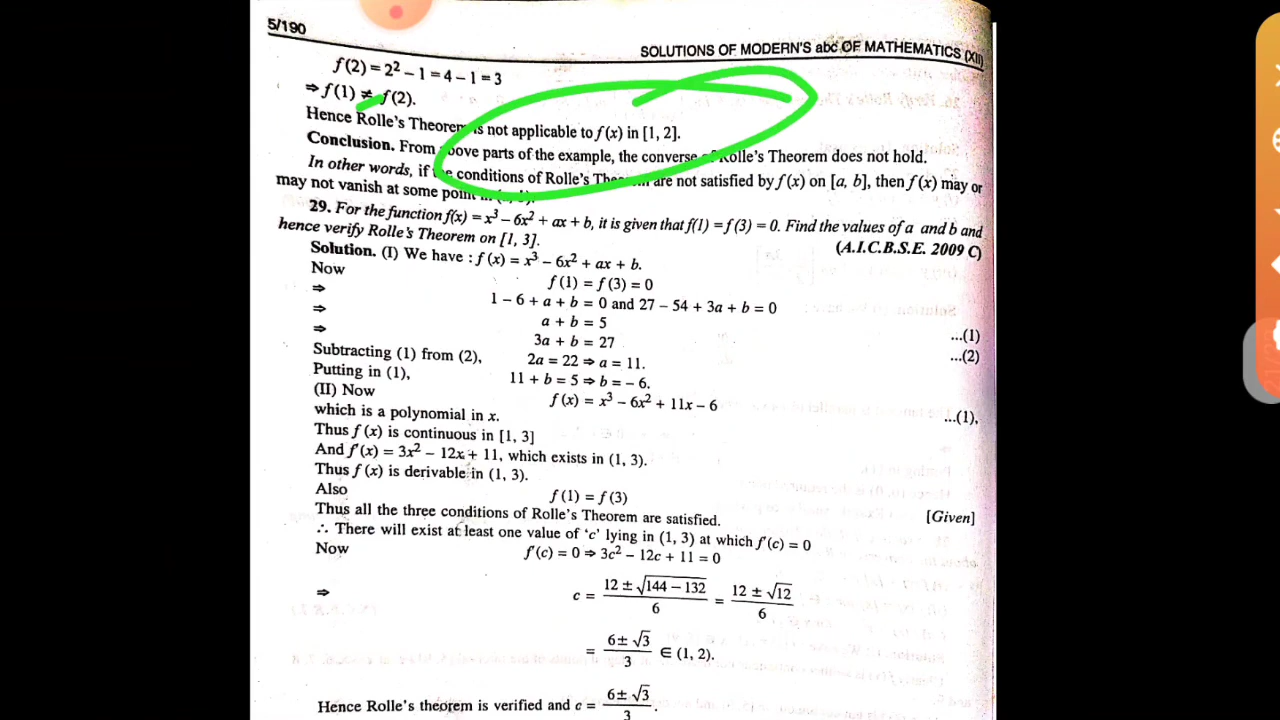 5/190
SOLUTIONS OF MODERN'S abc OF MATHEMATICS (XII)
f(2) = 2² – 1 = 4 – 1 = 3
⇒ f(1) ≠ f(2).
Hence Rolle's Theorem is not applicable to f(x) in [1, 2].
Conclusion. From above parts of the example, the converse of Rolle's Theorem does not hold.
In other words, if the conditions of Rolle's Theorem are not satisfied by f(x) on [a, b], then f(x) may or
may not vanish at some point in
29. For the function f(x) = x³ – 6x² + ax + b, it is given that f(1) = f(3) = 0. Find the values of a and b and
hence verify Rolle's Theorem on [1, 3]. (A.I.C.B.S.E. 2009 C)
Solution. (I) We have : f(x) = x³ – 6x² + ax + b.
Now f(1) = f(3) = 0
⇒ 1 – 6 + a + b = 0 and 27 – 54 + 3a + b = 0
⇒ a + b = 5 ...(1)
⇒ 3a + b = 27 ...(2)
Subtracting (1) from (2), 2a = 22 ⇒ a = 11.
Putting in (1), 11 + b = 5 ⇒ b = – 6.
(II) Now f(x) = x³ – 6x² + 11x – 6 ...(1),
which is a polynomial in x.
Thus f (x) is continuous in [1, 3]
And f'(x) = 3x² – 12x + 11, which exists in (1, 3).
Thus f (x) is derivable in (1, 3).
Also f(1) = f(3) [Given]
Thus all the three conditions of Rolle's Theorem are satisfied.
∴ There will exist at least one value of 'c' lying in (1, 3) at which f'(c) = 0
Now f'(c) = 0 ⇒ 3c² – 12c + 11 = 0
⇒ c = (12 ± √(144 – 132))/6 = (12 ± √12)/6
= (6 ± √3)/3 ∈ (1, 2).
Hence Rolle's theorem is verified and c = (6 ± √3)/3.